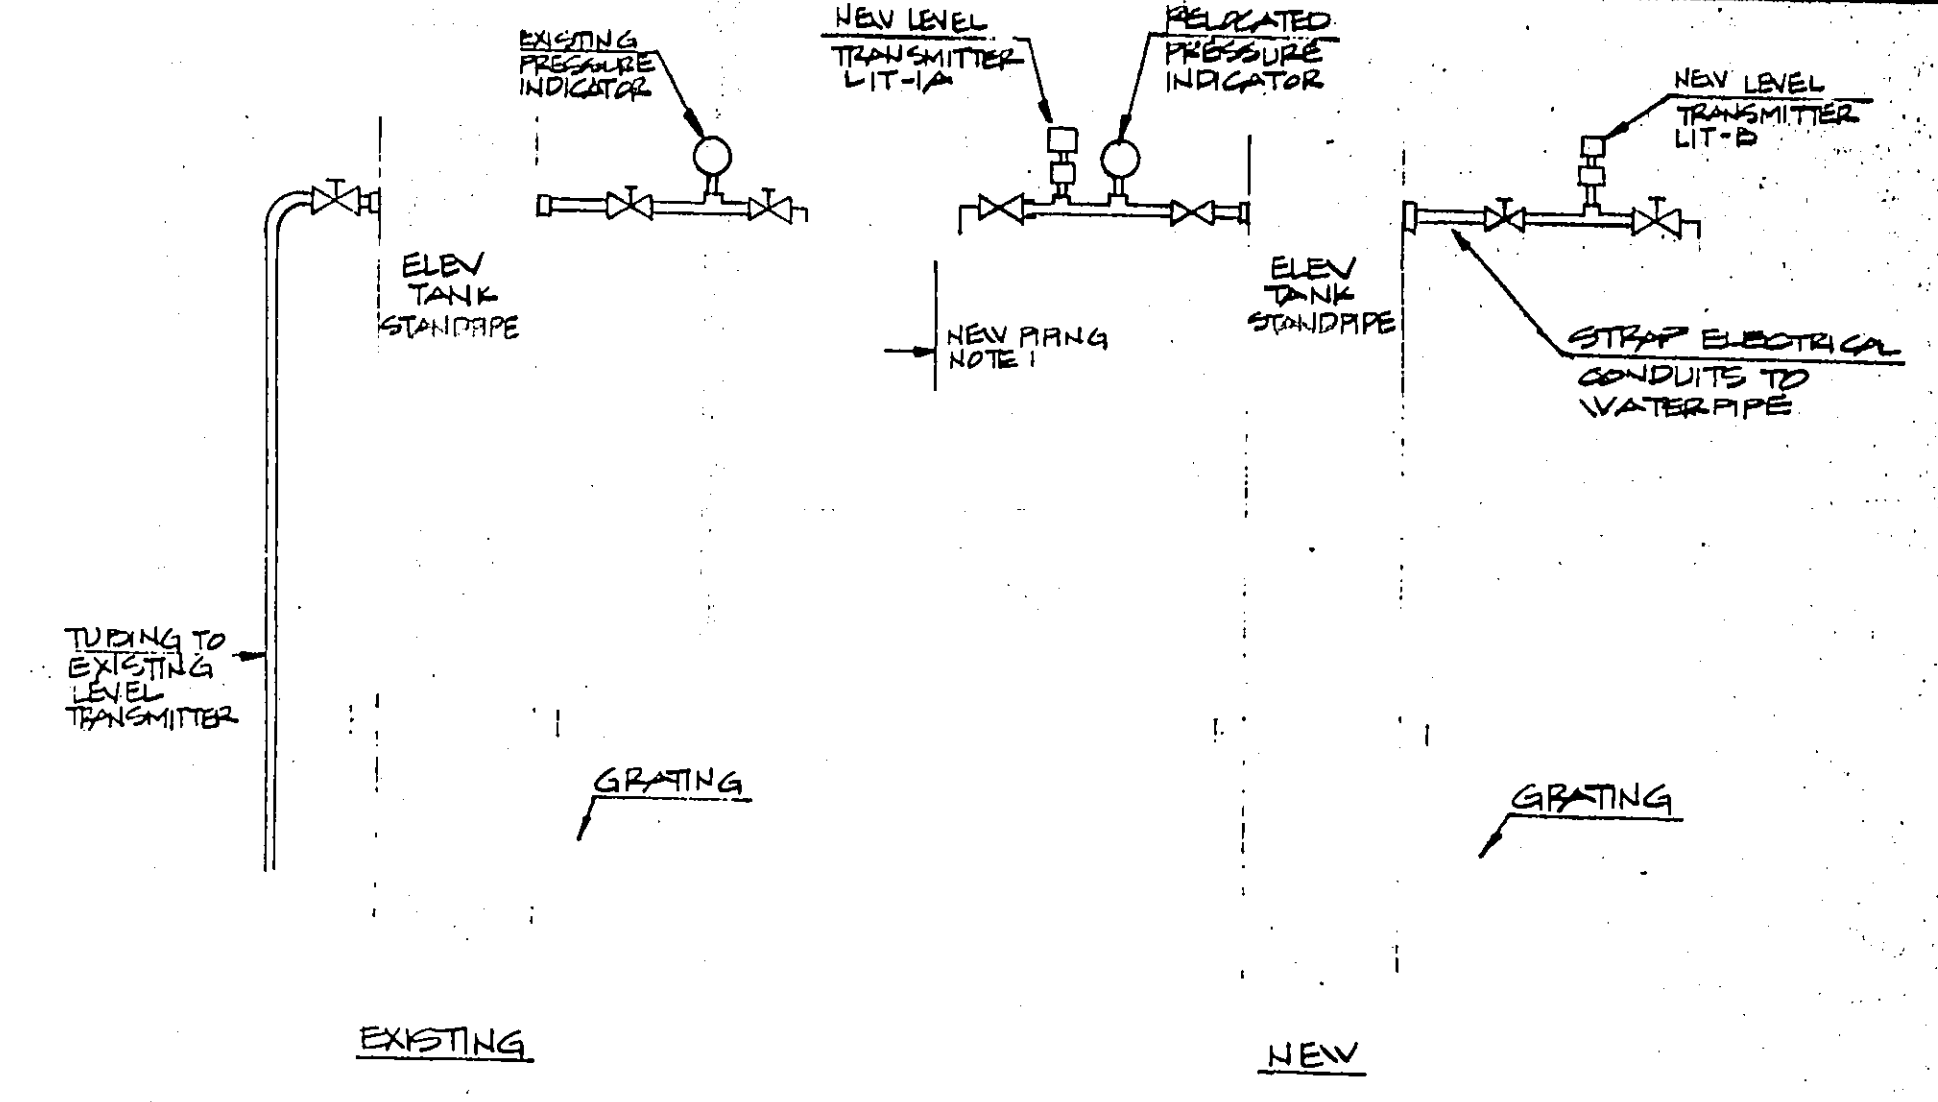 EXISTING
PRESSURE
INDICATOR
NEW LEVEL
TRANSMITTER
LIT-1A
RELOCATED
PRESSURE
INDICATOR
NEW LEVEL
TRANSMITTER
LIT-B
ELEV
TANK
STANDPIPE
NEW PIPING
NOTE 1
ELEV
TANK
STANDPIPE
STRAP ELECTRICAL
CONDUITS TO
WATERPIPE
TUBING TO
EXISTING
LEVEL
TRANSMITTER
GRATING
GRATING
EXISTING
NEW